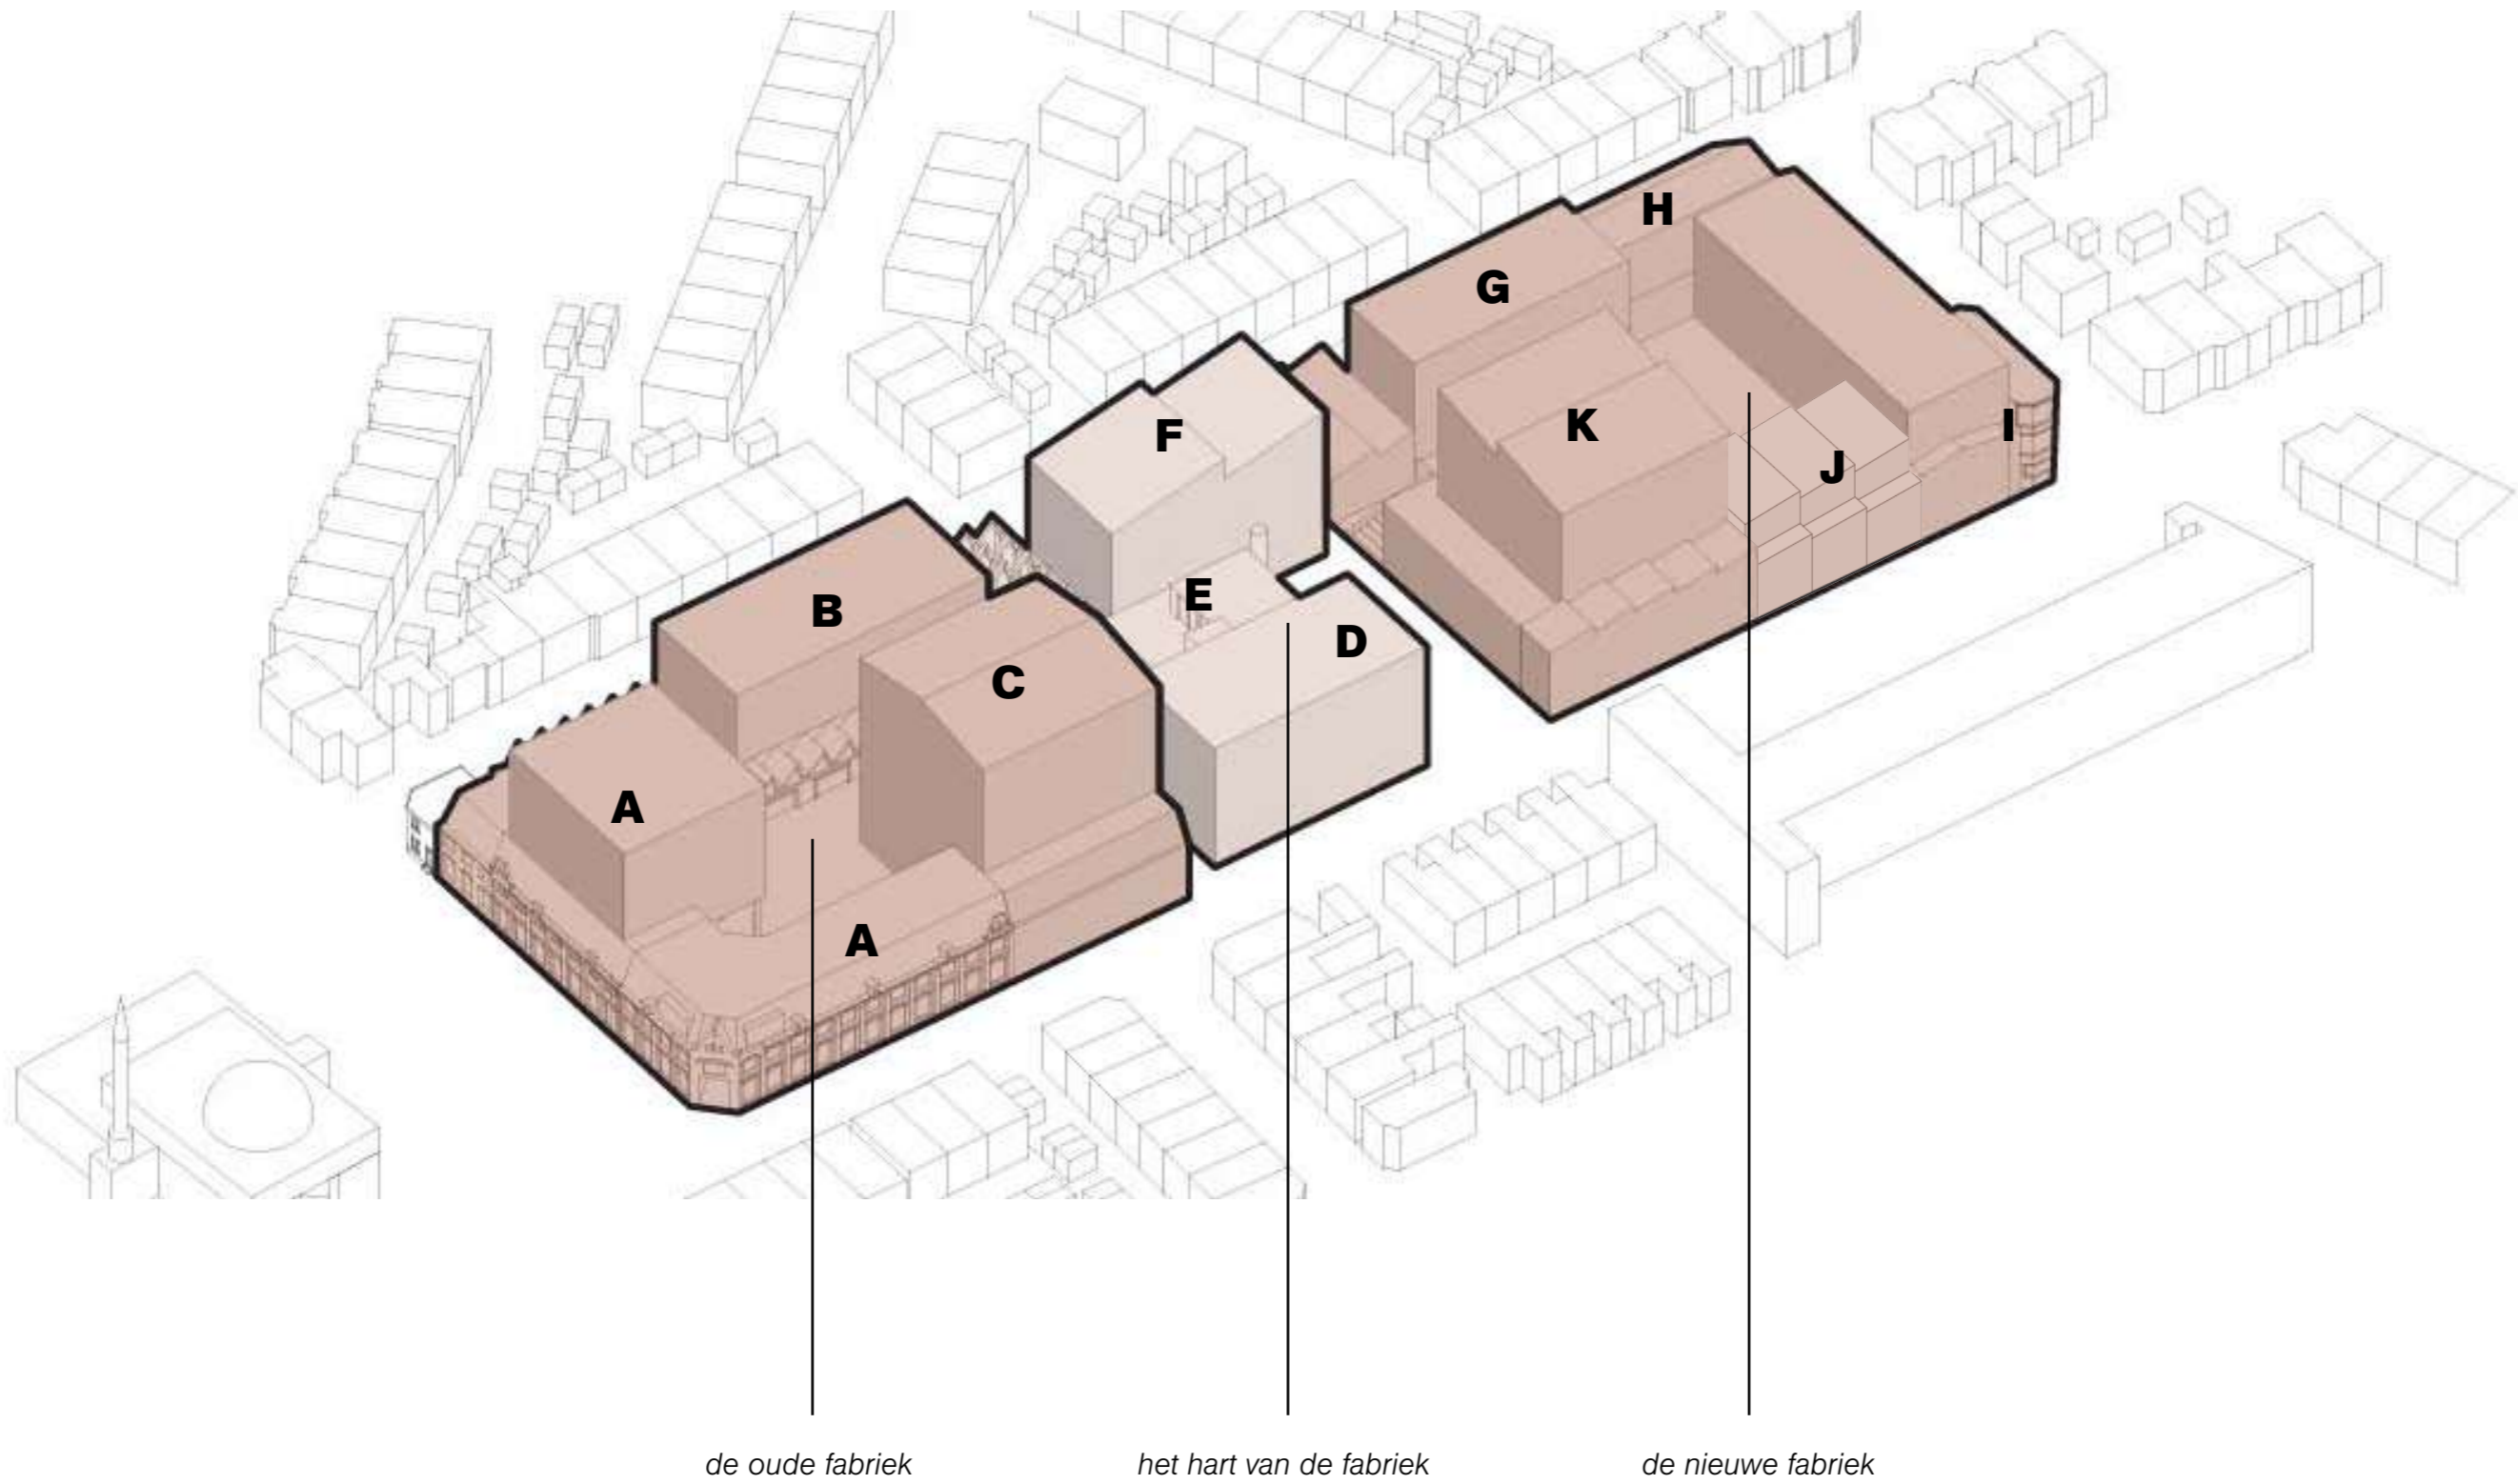 H
G
K
I
F
J
E
B
D
C
A
A
de oude fabriek
het hart van de fabriek
de nieuwe fabriek